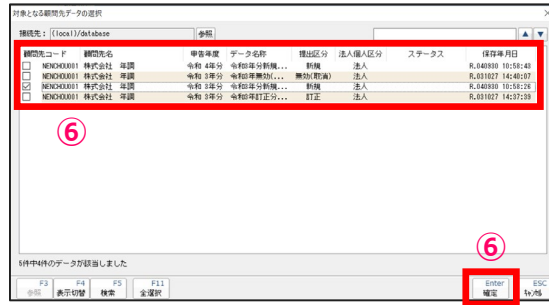 対象となる顧問先データの選択
接続先: (local)/database 参照
顧問先コード 顧問先名 申告年度 データ名称 提出区分 法人個人区分 ステータス 保存年月日
NENCHOU001 株式会社 年調 令和 4年分 令和4年分新規... 新規 法人 R.040930 10:58:43
NENCHOU001 株式会社 年調 令和 3年分 令和3年無効(... 無効(取消) 法人 R.031027 14:40:07
NENCHOU001 株式会社 年調 令和 3年分 令和3年分新規... 新規 法人 R.040830 10:58:26
NENCHOU001 株式会社 年調 令和 3年分 令和3年訂正分... 訂正 法人 R.031027 14:37:39
⑥
⑥
5件中4件のデータが該当しました
F3 F4 F5 F11 Enter ESC
参照 表示切替 検索 全選択 確定 ｷｬﾝｾﾙ